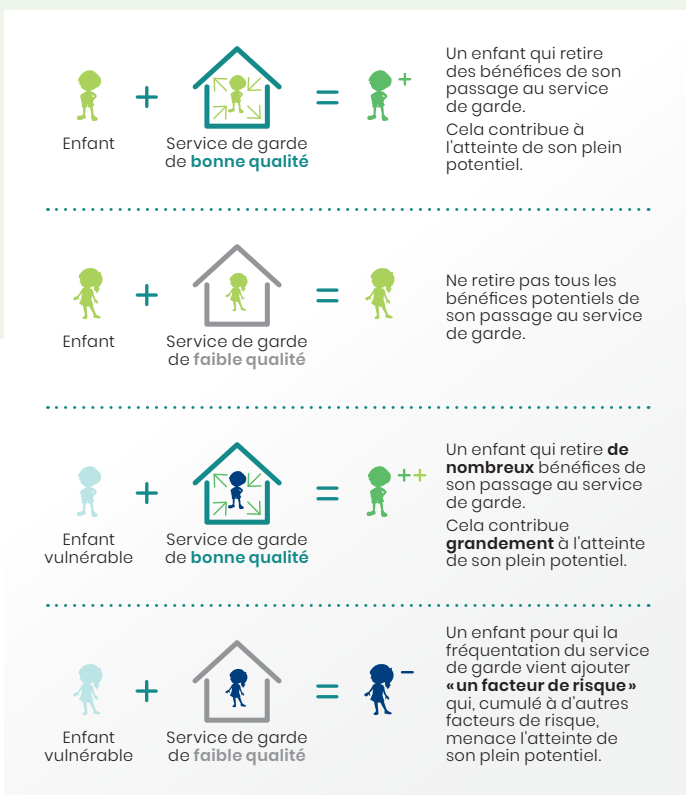 Enfant
+
Service de garde
de bonne qualité
=
+
Un enfant qui retire
des bénéfices de son
passage au service
de garde.
Cela contribue à
l'atteinte de son plein
potentiel.
Enfant
+
Service de garde
de faible qualité
=
Ne retire pas tous les
bénéfices potentiels de
son passage au service
de garde.
Enfant
vulnérable
+
Service de garde
de bonne qualité
=
++
Un enfant qui retire de
nombreux bénéfices de
son passage au service
de garde.
Cela contribue
grandement à l'atteinte
de son plein potentiel.
Enfant
vulnérable
+
Service de garde
de faible qualité
=
−
Un enfant pour qui la
fréquentation du service
de garde vient ajouter
«un facteur de risque»
qui, cumulé à d'autres
facteurs de risque,
menace l'atteinte de
son plein potentiel.